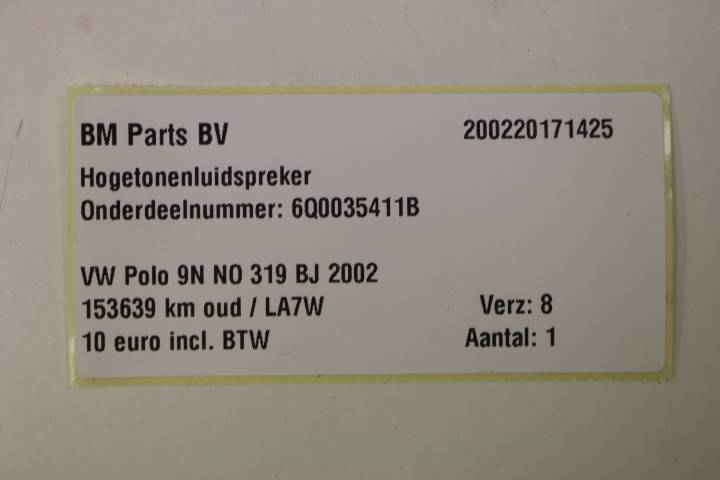 BM Parts BV 200220171425
Hogetonenluidspreker
Onderdeelnummer: 6Q0035411B
VW Polo 9N NO 319 BJ 2002
153639 km oud / LA7W Verz: 8
10 euro incl. BTW Aantal: 1